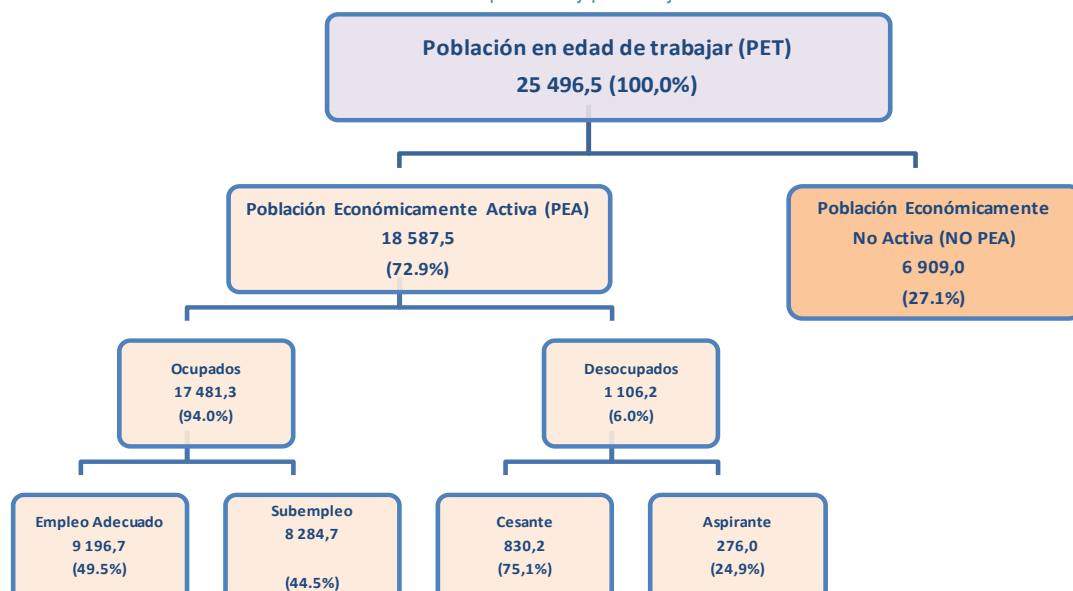 Población en edad de trabajar (PET)
25 496,5 (100,0%)
Población Económicamente Activa (PEA)
18 587,5
(72.9%)
Población Económicamente
No Activa (NO PEA)
6 909,0
(27.1%)
Ocupados
17 481,3
(94.0%)
Desocupados
1 106,2
(6.0%)
Empleo Adecuado
9 196,7
(49.5%)
Subempleo
8 284,7
(44.5%)
Cesante
830,2
(75,1%)
Aspirante
276,0
(24,9%)